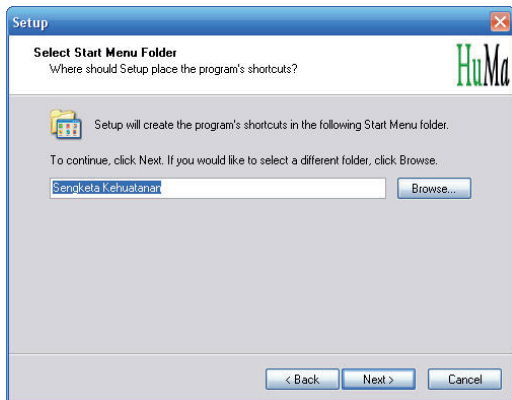 Setup
Select Start Menu Folder
Where should Setup place the program's shortcuts?
HuMa
Setup will create the program's shortcuts in the following Start Menu folder.
To continue, click Next. If you would like to select a different folder, click Browse.
Sengketa Kehuatanan
Browse...
< Back
Next >
Cancel